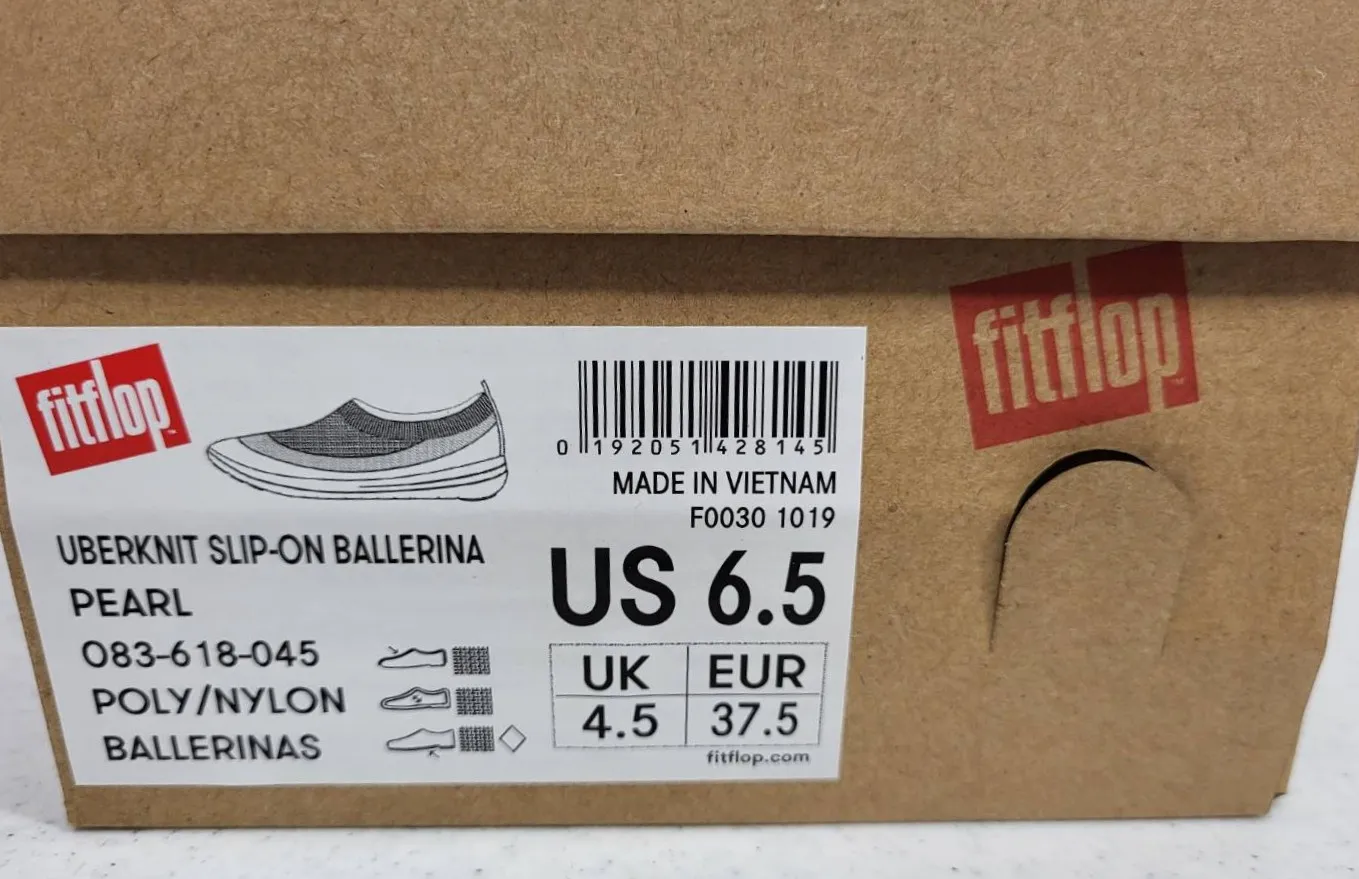 fitflop
fitflop
0 192051 428145
MADE IN VIETNAM
F0030 1019
UBERKNIT SLIP-ON BALLERINA
PEARL
083-618-045
POLY/NYLON
BALLERINAS
US 6.5
UK EUR
4.5 37.5
fitflop.com